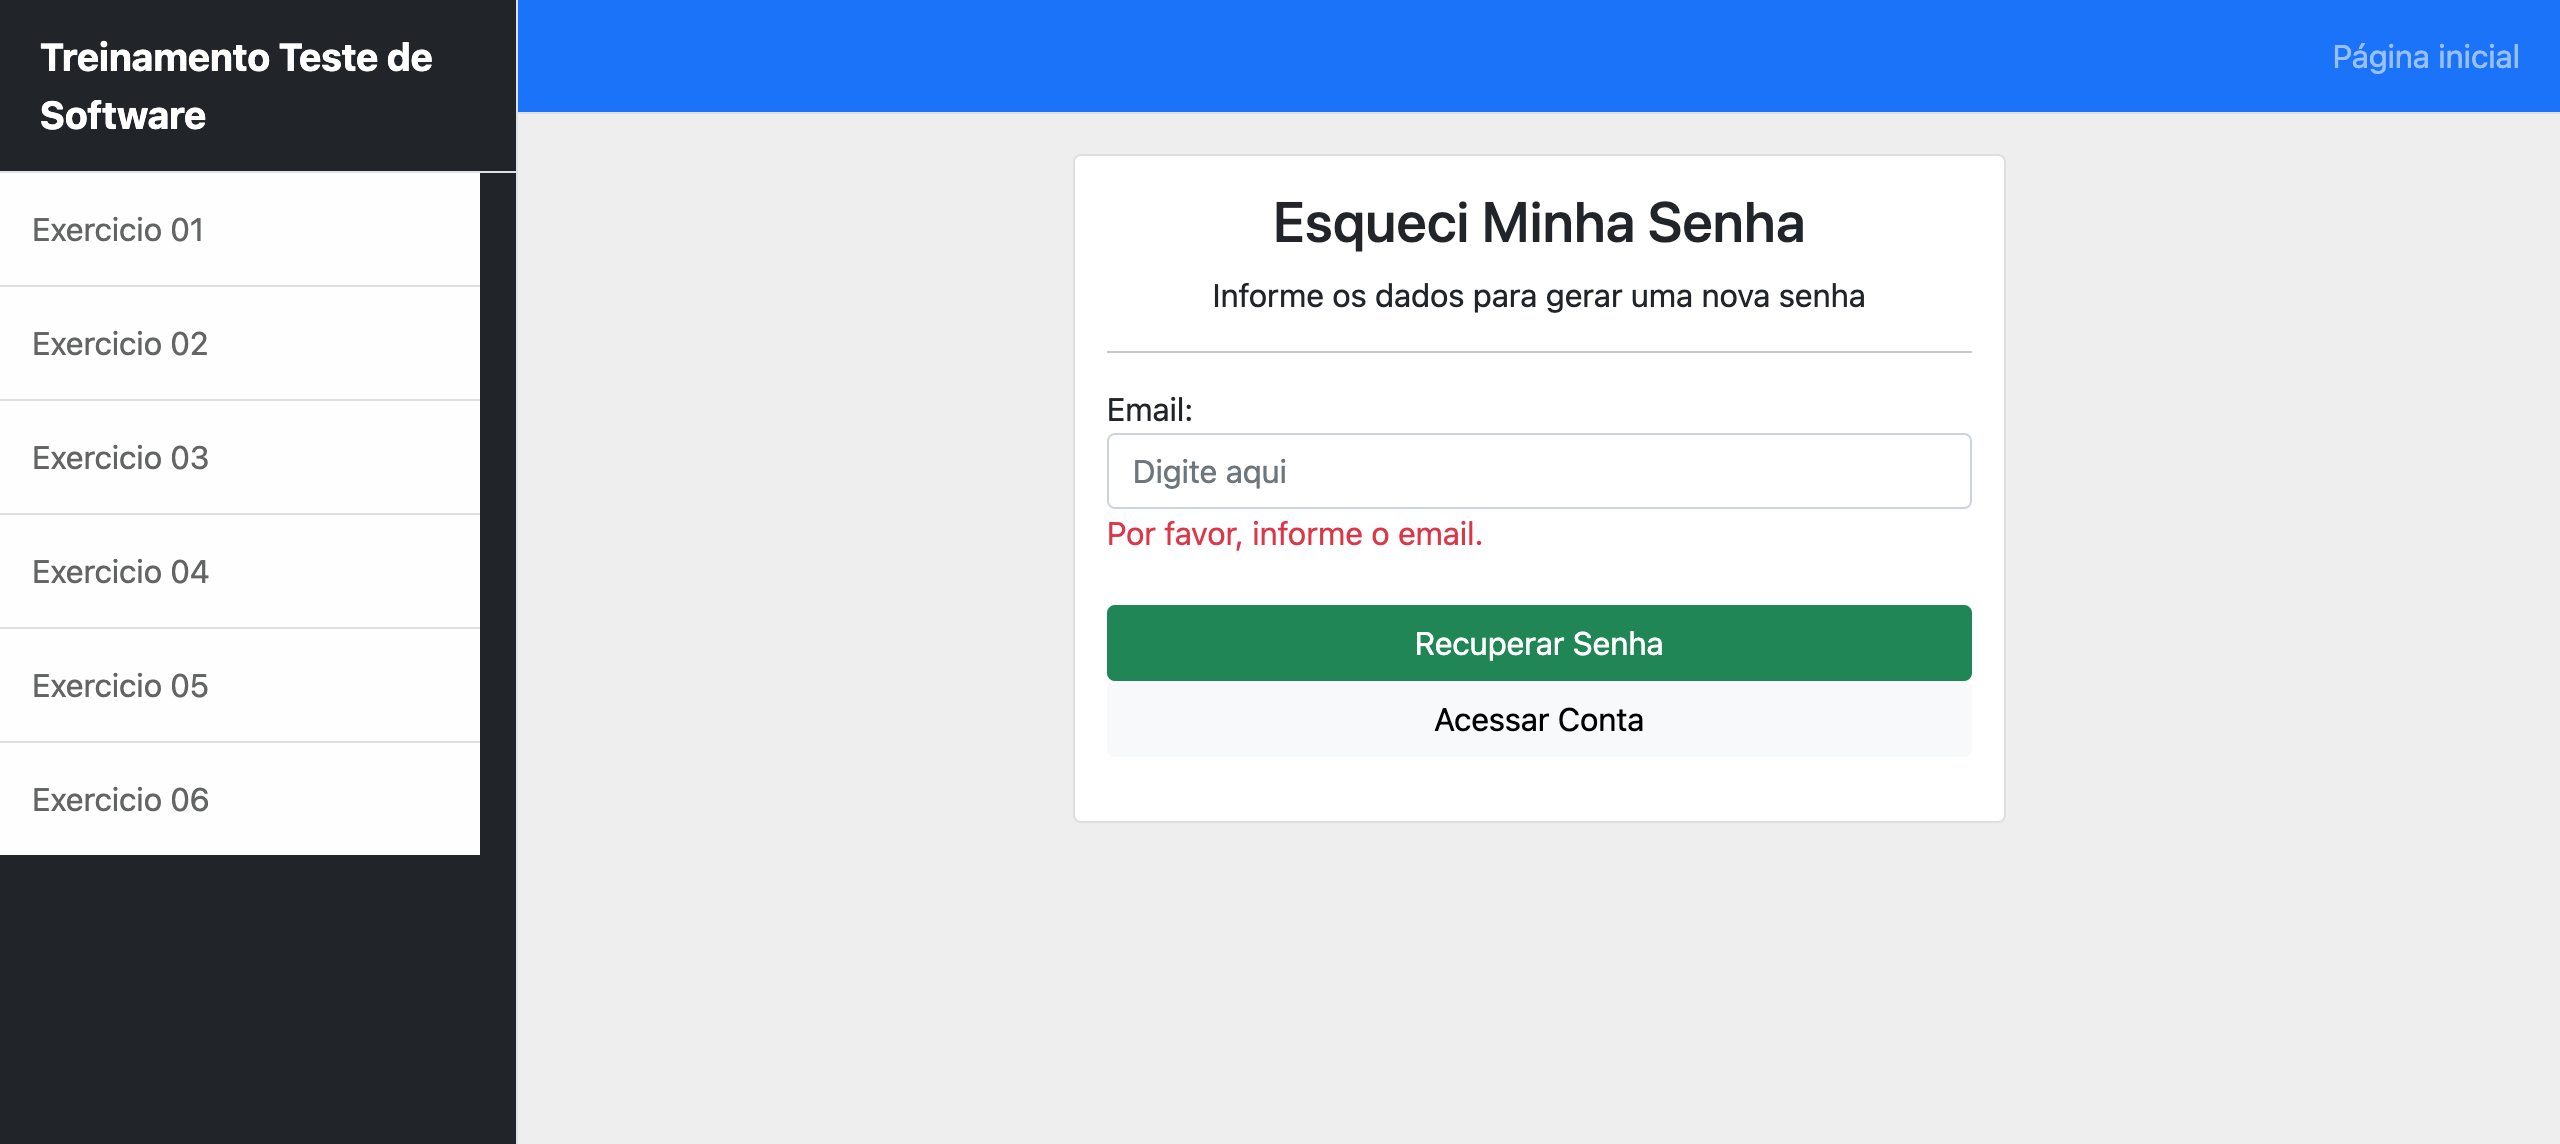 Treinamento Teste de
Software
Página inicial
Exercicio 01
Exercicio 02
Exercicio 03
Exercicio 04
Exercicio 05
Exercicio 06
Esqueci Minha Senha
Informe os dados para gerar uma nova senha
Email:
Digite aqui
Por favor, informe o email.
Recuperar Senha
Acessar Conta